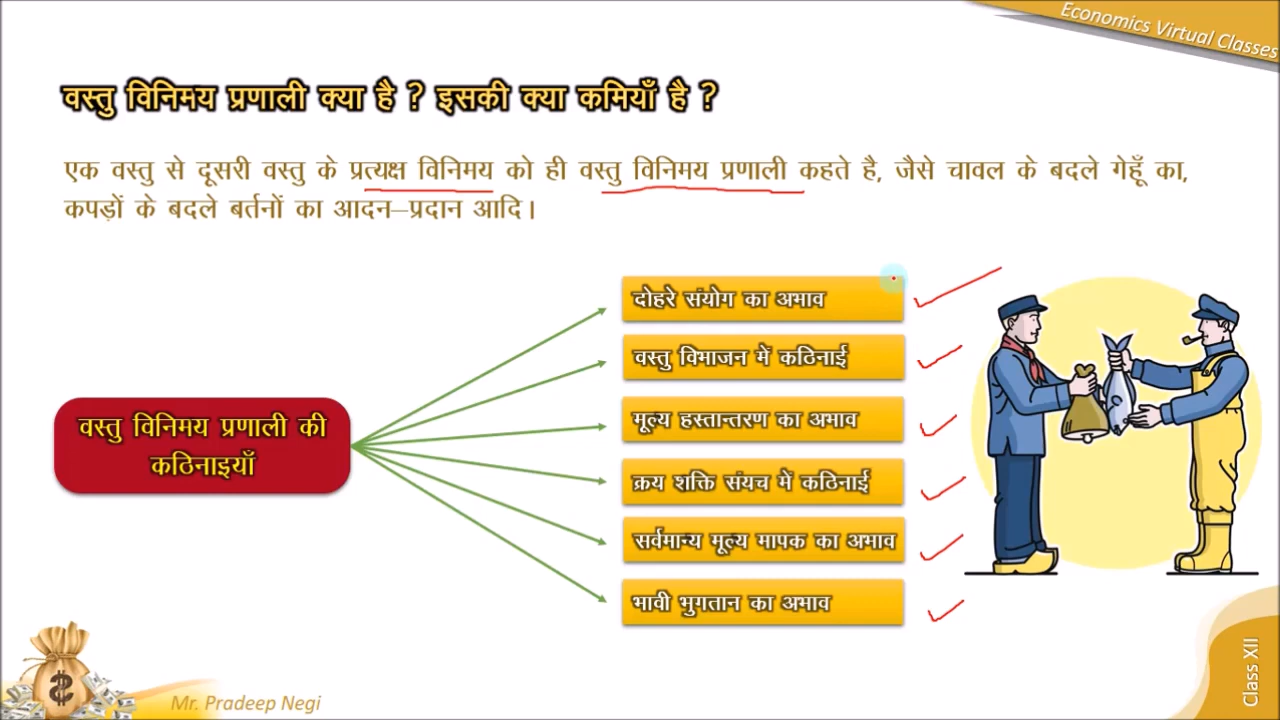 Economics Virtual Classes
वस्तु विनिमय प्रणाली क्या है ? इसकी क्या कमियाँ है ?
एक वस्तु से दूसरी वस्तु के प्रत्यक्ष विनिमय को ही वस्तु विनिमय प्रणाली कहते है, जैसे चावल के बदले गेहूँ का,
कपड़ों के बदले बर्तनों का आदन–प्रदान आदि।
दोहरे संयोग का अभाव
वस्तु विभाजन में कठिनाई
मूल्य हस्तान्तरण का अभाव
वस्तु विनिमय प्रणाली की
कठिनाइयाँ
क्रय शक्ति संयच में कठिनाई
सर्वमान्य मूल्य मापक का अभाव
भावी भुगतान का अभाव
$
Mr. Pradeep Negi
Class XII